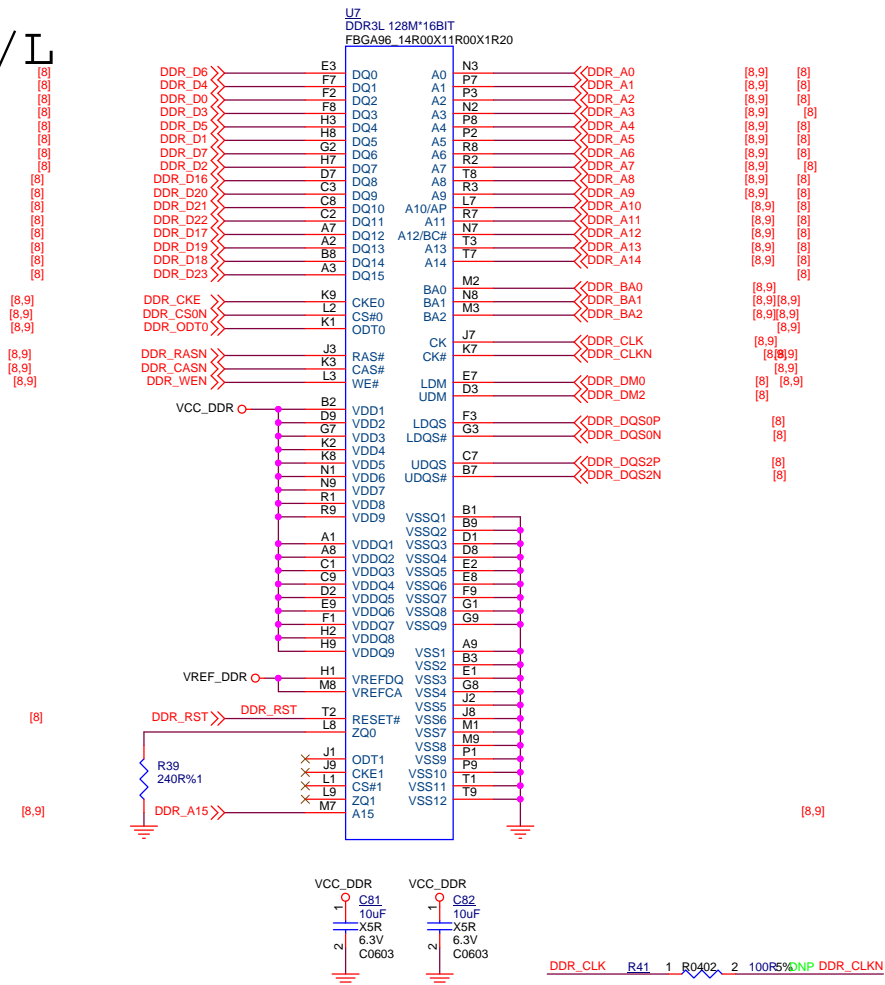 U7
DDR3L 128M*16BIT
FBGA96_14R00X11R00X1R20
/L
[8] DDR_D6 E3 DQ0 A0 N3 DDR_A0 [8,9] [8]
[8] DDR_D4 F7 DQ1 A1 P7 DDR_A1 [8,9] [8]
[8] DDR_D0 F2 DQ2 A2 P3 DDR_A2 [8,9] [8]
[8] DDR_D3 F8 DQ3 A3 N2 DDR_A3 [8,9] [8]
[8] DDR_D5 H3 DQ4 A4 P8 DDR_A4 [8,9] [8]
[8] DDR_D1 H8 DQ5 A5 P2 DDR_A5 [8,9] [8]
[8] DDR_D7 G2 DQ6 A6 R8 DDR_A6 [8,9] [8]
[8] DDR_D2 H7 DQ7 A7 R2 DDR_A7 [8,9] [8]
[8] DDR_D16 D7 DQ8 A8 T8 DDR_A8 [8,9] [8]
[8] DDR_D20 C3 DQ9 A9 R3 DDR_A9 [8,9] [8]
[8] DDR_D21 C8 DQ10 A10/AP L7 DDR_A10 [8,9] [8]
[8] DDR_D22 C2 DQ11 A11 R7 DDR_A11 [8,9] [8]
[8] DDR_D17 A7 DQ12 A12/BC# N7 DDR_A12 [8,9] [8]
[8] DDR_D19 A2 DQ13 A13 T3 DDR_A13 [8,9] [8]
[8] DDR_D18 B8 DQ14 A14 T7 DDR_A14 [8,9] [8]
[8] DDR_D23 A3 DQ15 [8]
BA0 M2 DDR_BA0 [8,9]
[8,9] DDR_CKE K9 CKE0 BA1 N8 DDR_BA1 [8,9][8,9]
[8,9] DDR_CS0N L2 CS#0 BA2 M3 DDR_BA2 [8,9][8,9]
[8,9] DDR_ODT0 K1 ODT0 [8,9]
CK J7 DDR_CLK [8,9]
[8,9] DDR_RASN J3 RAS# CK# K7 DDR_CLKN [8,9] [8,9]
[8,9] DDR_CASN K3 CAS# [8,9]
[8,9] DDR_WEN L3 WE# LDM E7 DDR_DM0 [8] [8,9]
UDM D3 DDR_DM2 [8]
VCC_DDR B2 VDD1
D9 VDD2 LDQS F3 DDR_DQS0P [8]
G7 VDD3 LDQS# G3 DDR_DQS0N [8]
K2 VDD4
K8 VDD5 UDQS C7 DDR_DQS2P [8]
N1 VDD6 UDQS# B7 DDR_DQS2N [8]
N9 VDD7
R1 VDD8
R9 VDD9 VSSQ1 B1
VSSQ2 B9
A1 VDDQ1 VSSQ3 D1
A8 VDDQ2 VSSQ4 D8
C1 VDDQ3 VSSQ5 E2
C9 VDDQ4 VSSQ6 E8
D2 VDDQ5 VSSQ7 F9
E9 VDDQ6 VSSQ8 G1
F1 VDDQ7 VSSQ9 G9
H2 VDDQ8
H9 VDDQ9 VSS1 A9
VSS2 B3
VREF_DDR H1 VREFDQ VSS3 E1
M8 VREFCA VSS4 G8
VSS5 J2
[8] DDR_RST DDR_RST T2 RESET# VSS6 J8
L8 ZQ0 VSS7 M1
VSS8 M9
J1 ODT1 VSS9 P1
J9 CKE1 VSS10 P9
L1 CS#1 VSS11 T1
L9 ZQ1 VSS12 T9
[8,9] DDR_A15 M7 A15 [8,9]
R39
240R%1
VCC_DDR VCC_DDR
1 C81 1 C82
10uF 10uF
X5R X5R
2 6.3V 2 6.3V
C0603 C0603
DDR_CLK R41 1 R0402 2 100R5% DNP DDR_CLKN